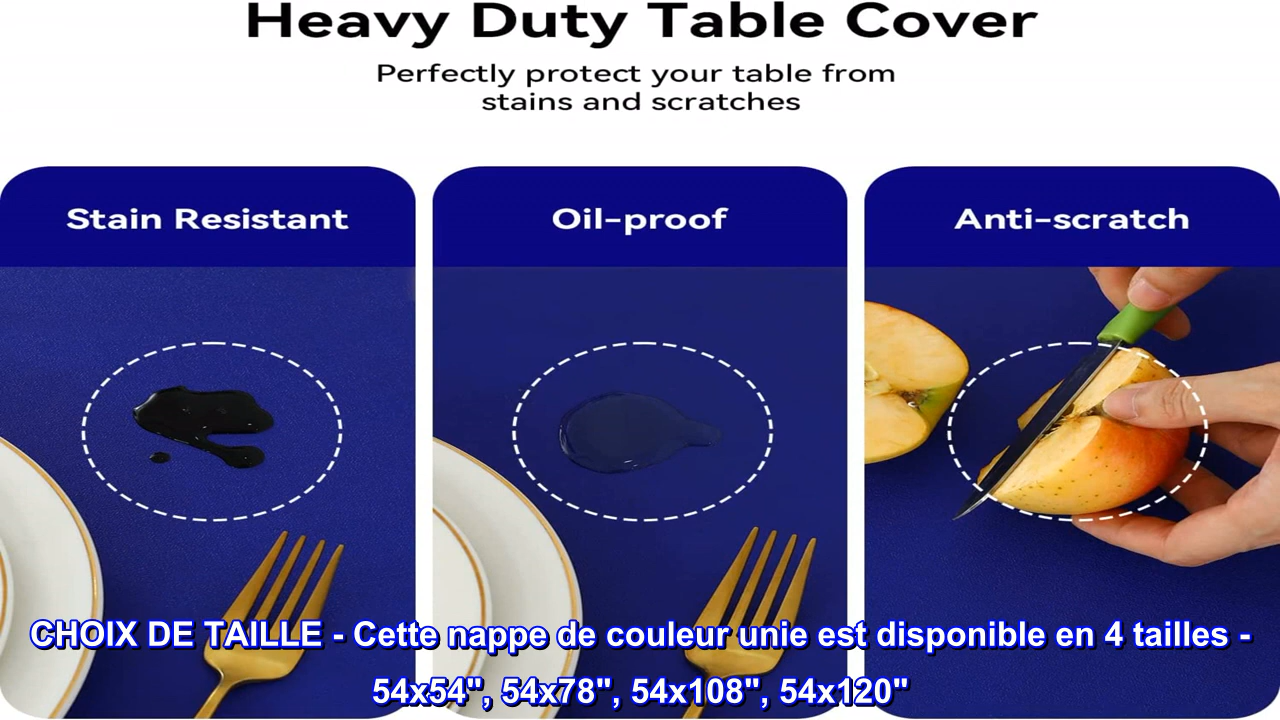 Heavy Duty Table Cover
Perfectly protect your table from
stains and scratches
Stain Resistant
Oil-proof
Anti-scratch
CHOIX DE TAILLE - Cette nappe de couleur unie est disponible en 4 tailles -
54x54", 54x78", 54x108", 54x120"